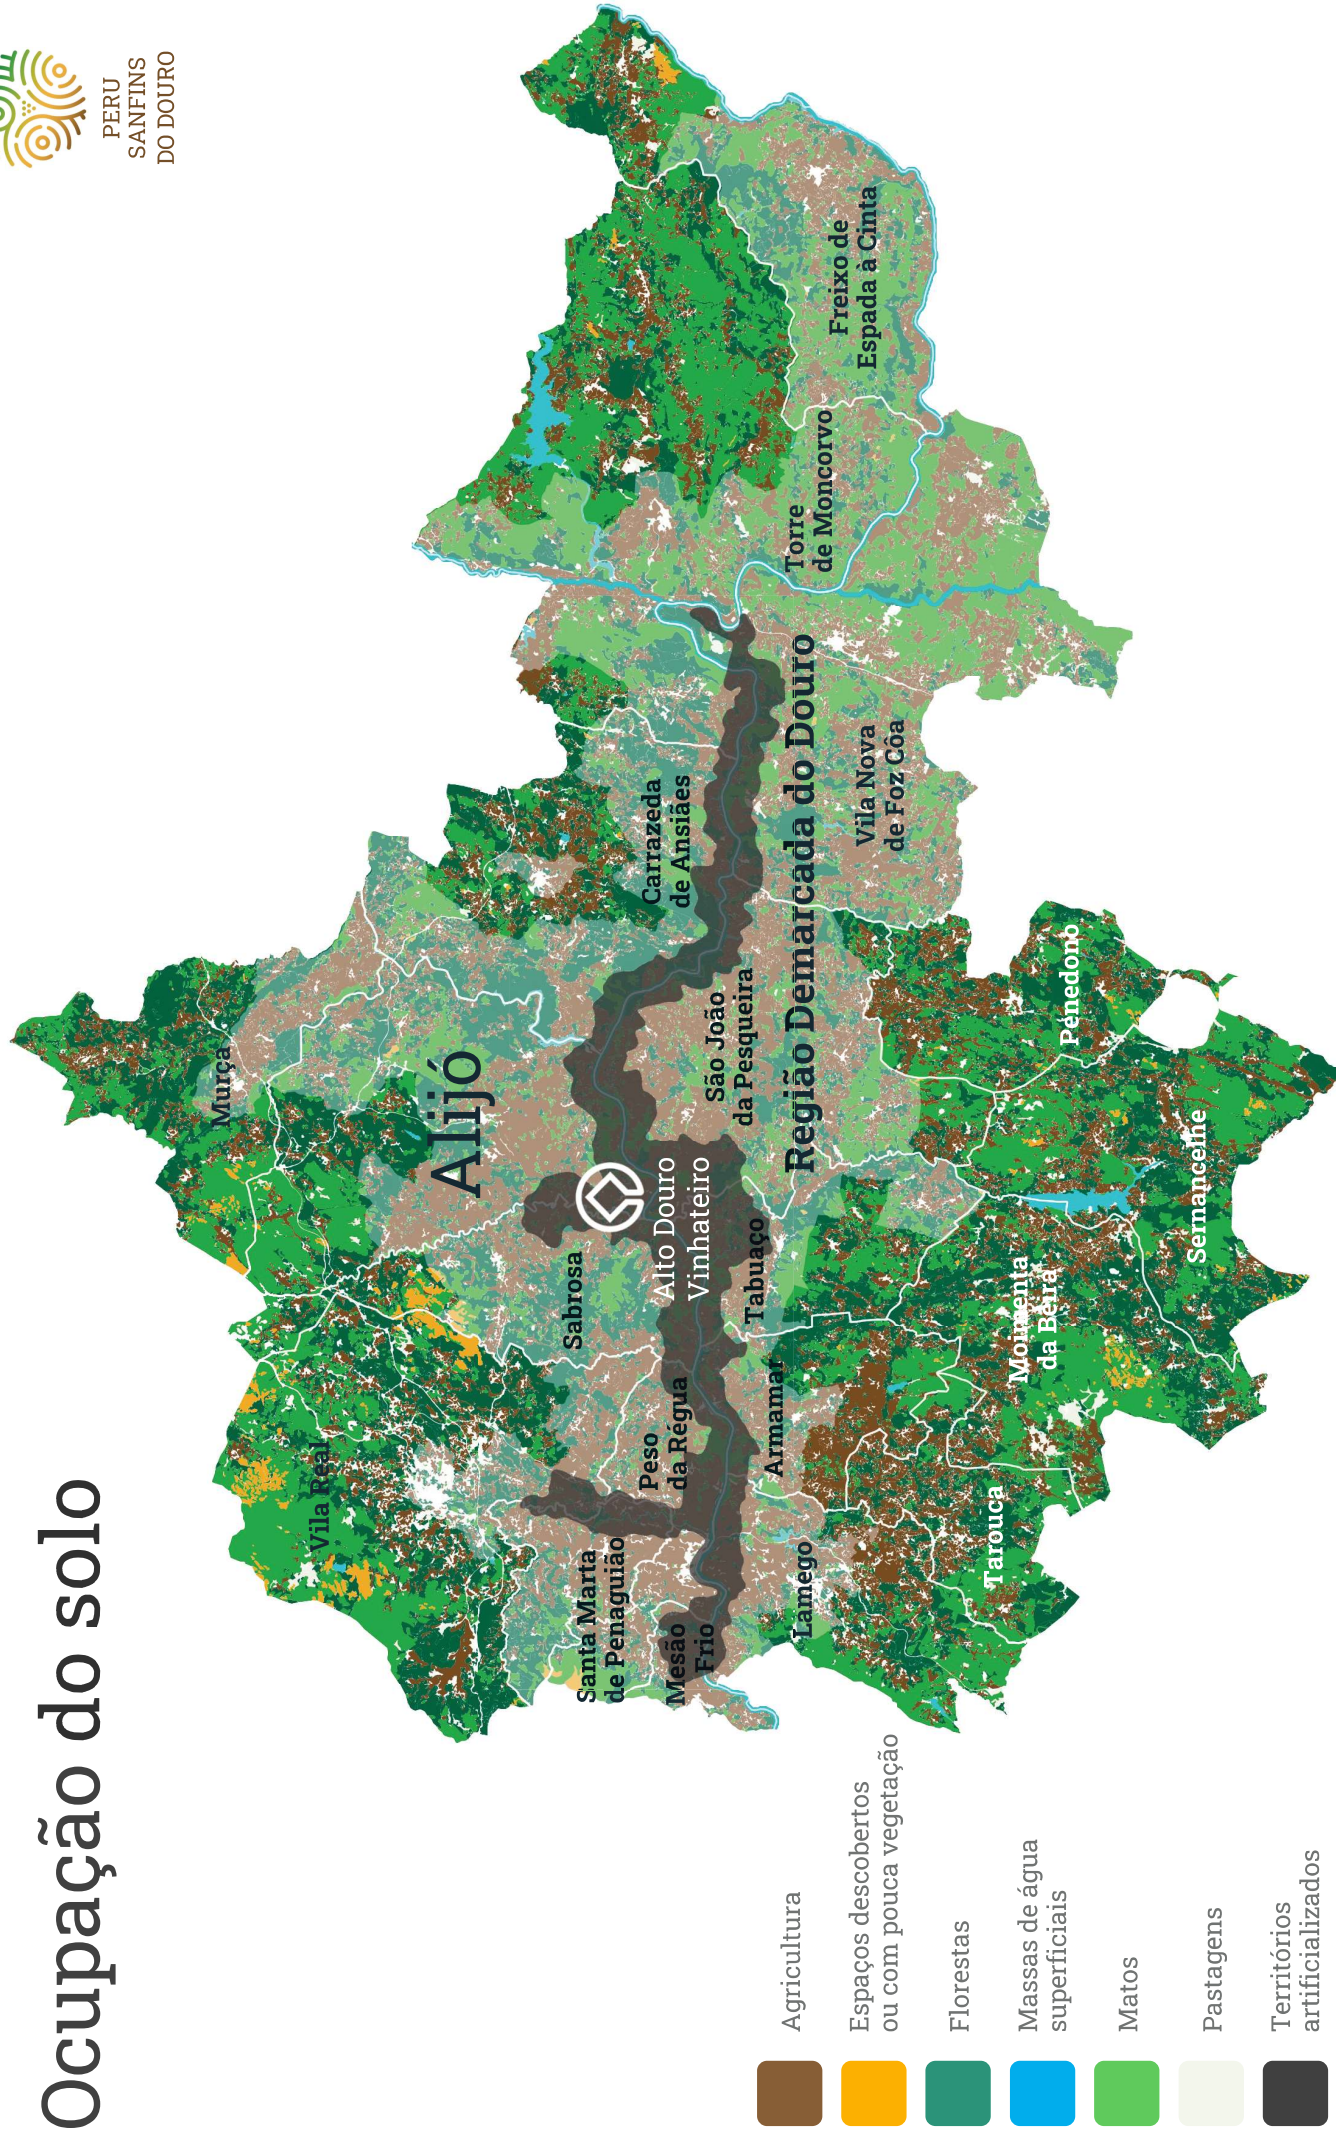 Ocupação do solo
PERU
SANFINS
DO DOURO
Murça
Vila Real
Alijó
Sabrosa
Santa Marta
de Penaguião
Peso
da Régua
Mesão
Frio
Alto Douro
Vinhateiro
Carrazeda
de Ansiães
São João
da Pesqueira
Tabuaço
Armamar
Lamego
Região Demarcada do Douro
Torre
de Moncorvo
Freixo de
Espada à Cinta
Vila Nova
de Foz Côa
Penedono
Sernancelhe
Moimenta
da Beira
Tarouca
Agricultura
Espaços descobertos
ou com pouca vegetação
Florestas
Massas de água
superficiais
Matos
Pastagens
Territórios
artificializados